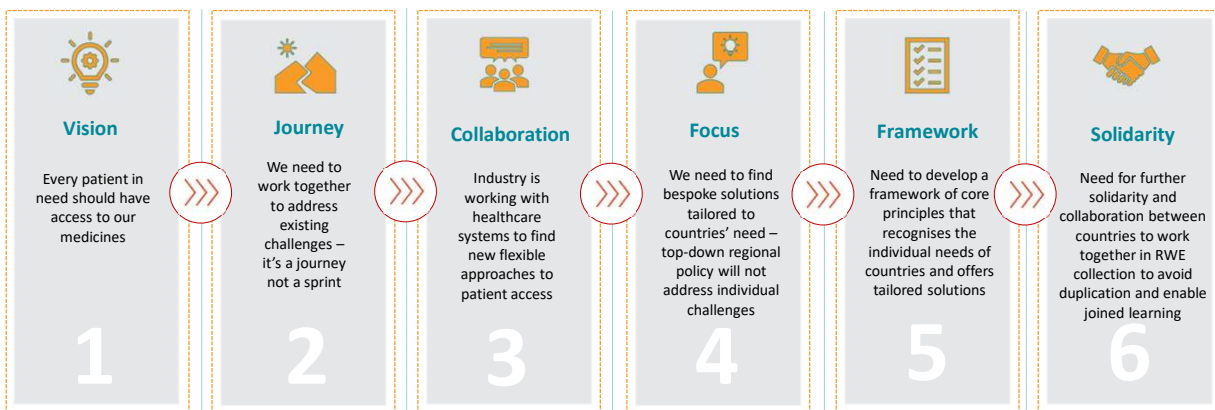 Vision
Every patient in
need should have
access to our
medicines
1
Journey
We need to
work together
to address
existing
challenges –
it's a journey
not a sprint
2
Collaboration
Industry is
working with
healthcare
systems to find
new flexible
approaches to
patient access
3
Focus
We need to find
bespoke solutions
tailored to
countries' need –
top-down regional
policy will not
address individual
challenges
4
Framework
Need to develop a
framework of core
principles that
recognises the
individual needs of
countries and offers
tailored solutions
5
Solidarity
Need for further
solidarity and
collaboration between
countries to work
together in RWE
collection to avoid
duplication and enable
joined learning
6